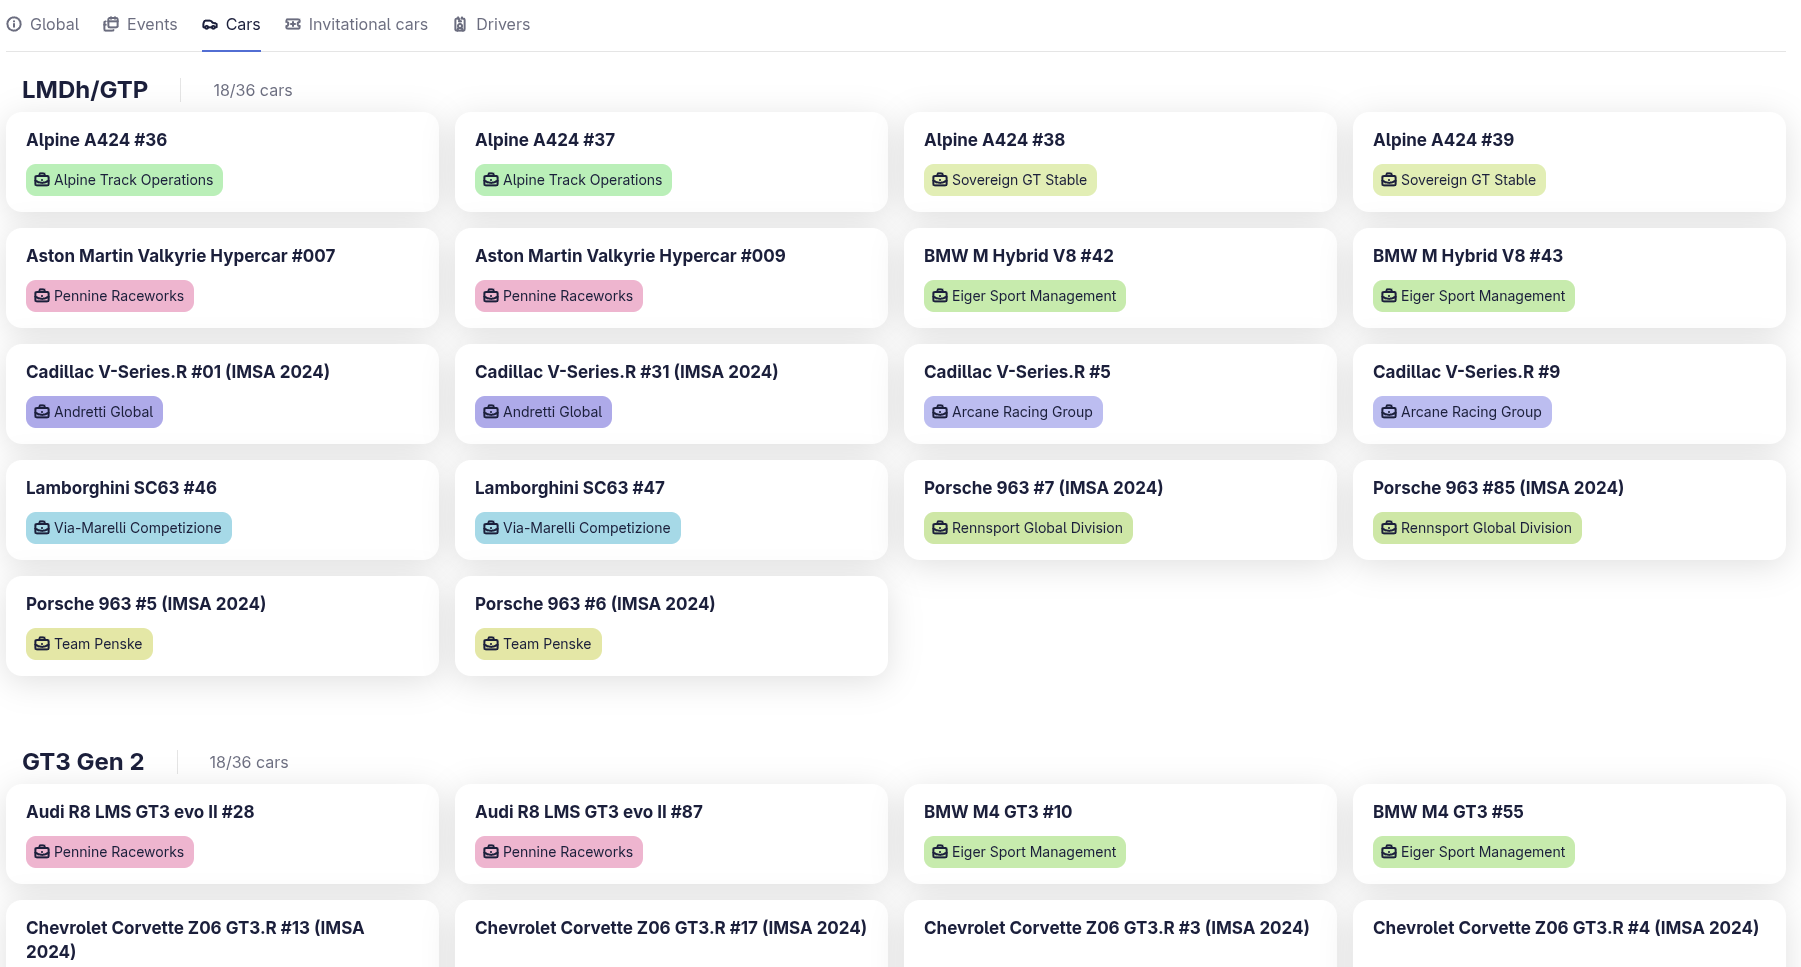 Global
Events
Cars
Invitational cars
Drivers
LMDh/GTP
18/36 cars
Alpine A424 #36
Alpine Track Operations
Alpine A424 #37
Alpine Track Operations
Alpine A424 #38
Sovereign GT Stable
Alpine A424 #39
Sovereign GT Stable
Aston Martin Valkyrie Hypercar #007
Pennine Raceworks
Aston Martin Valkyrie Hypercar #009
Pennine Raceworks
BMW M Hybrid V8 #42
Eiger Sport Management
BMW M Hybrid V8 #43
Eiger Sport Management
Cadillac V-Series.R #01 (IMSA 2024)
Andretti Global
Cadillac V-Series.R #31 (IMSA 2024)
Andretti Global
Cadillac V-Series.R #5
Arcane Racing Group
Cadillac V-Series.R #9
Arcane Racing Group
Lamborghini SC63 #46
Via-Marelli Competizione
Lamborghini SC63 #47
Via-Marelli Competizione
Porsche 963 #7 (IMSA 2024)
Rennsport Global Division
Porsche 963 #85 (IMSA 2024)
Rennsport Global Division
Porsche 963 #5 (IMSA 2024)
Team Penske
Porsche 963 #6 (IMSA 2024)
Team Penske
GT3 Gen 2
18/36 cars
Audi R8 LMS GT3 evo II #28
Pennine Raceworks
Audi R8 LMS GT3 evo II #87
Pennine Raceworks
BMW M4 GT3 #10
Eiger Sport Management
BMW M4 GT3 #55
Eiger Sport Management
Chevrolet Corvette Z06 GT3.R #13 (IMSA
2024)
Chevrolet Corvette Z06 GT3.R #17 (IMSA 2024)
Chevrolet Corvette Z06 GT3.R #3 (IMSA 2024)
Chevrolet Corvette Z06 GT3.R #4 (IMSA 2024)